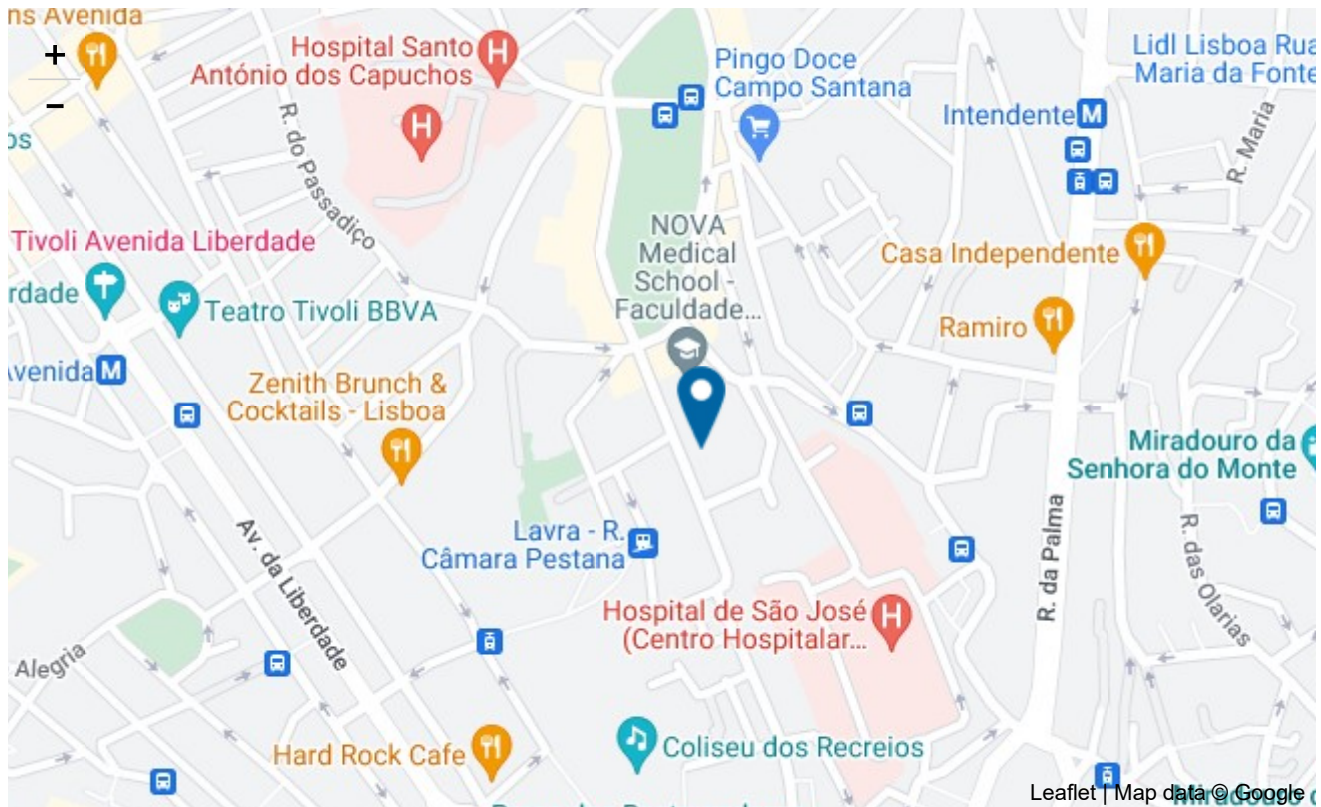 ns Avenida
+
−
Hospital Santo
António dos Capuchos
H
H
Pingo Doce
Campo Santana
Lidl Lisboa Rua
Maria da Fonte
Intendente M
R. Maria
R. do Passadiço
os
NOVA
Medical
School -
Faculdade...
Tivoli Avenida Liberdade
Casa Independente
rdade
Teatro Tivoli BBVA
Ramiro
Avenida M
Zenith Brunch &
Cocktails - Lisboa
Miradouro da
Senhora do Monte
Lavra - R.
Câmara Pestana
Av. da Liberdade
R. da Palma
R. das Olarias
Hospital de São José
(Centro Hospitalar...
H
Alegria
Hard Rock Cafe
Coliseu dos Recreios
Leaflet | Map data © Google